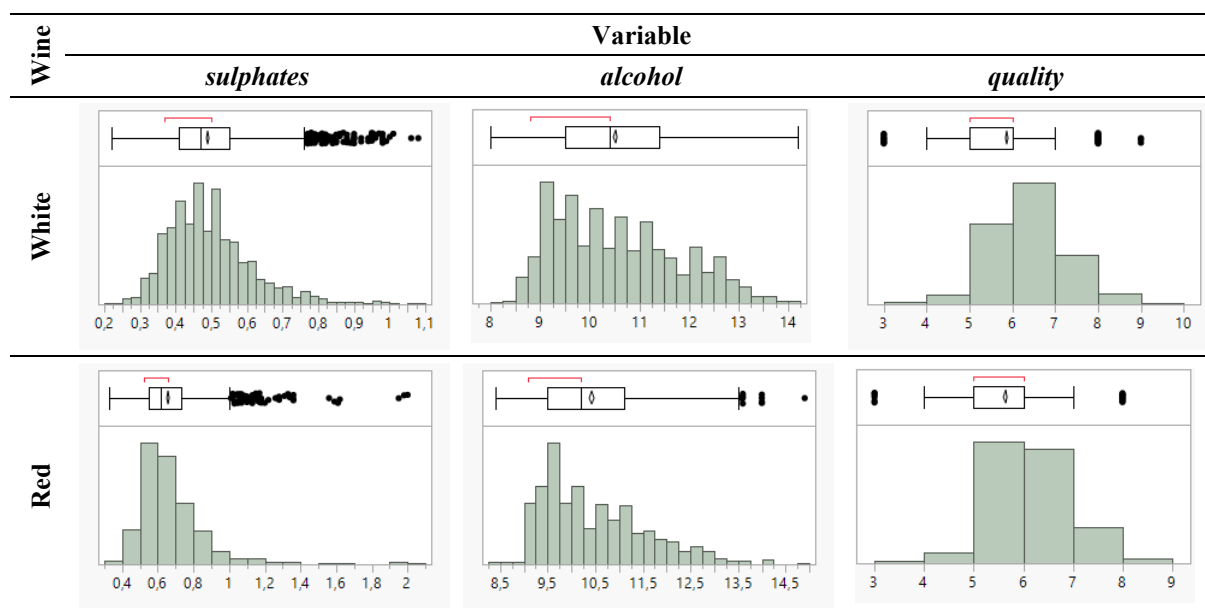 Wine
Variable
sulphates alcohol quality
White
0,2 0,3 0,4 0,5 0,6 0,7 0,8 0,9 1 1,1
8 9 10 11 12 13 14
3 4 5 6 7 8 9 10
Red
0,4 0,6 0,8 1 1,2 1,4 1,6 1,8 2
8,5 9,5 10,5 11,5 12,5 13,5 14,5
3 4 5 6 7 8 9